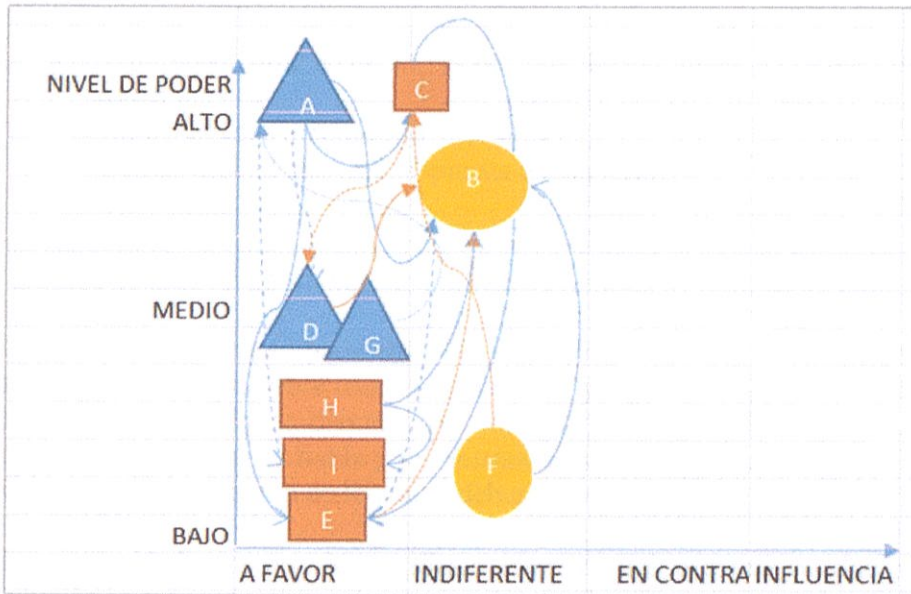 NIVEL DE PODER
ALTO
A
C
B
MEDIO
D
G
H
I
F
E
BAJO
A FAVOR INDIFERENTE EN CONTRA INFLUENCIA